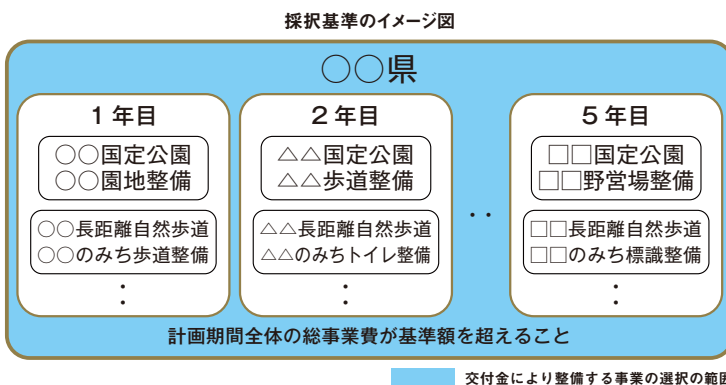 採択基準のイメージ図
○○県
1年目
○○国定公園
○○園地整備
○○長距離自然歩道
○○のみち歩道整備
:
2年目
△△国定公園
△△歩道整備
△△長距離自然歩道
△△のみちトイレ整備
:
‥
5年目
□□国定公園
□□野営場整備
□□長距離自然歩道
□□のみち標識整備
:
計画期間全体の総事業費が基準額を超えること
交付金により整備する事業の選択の範囲